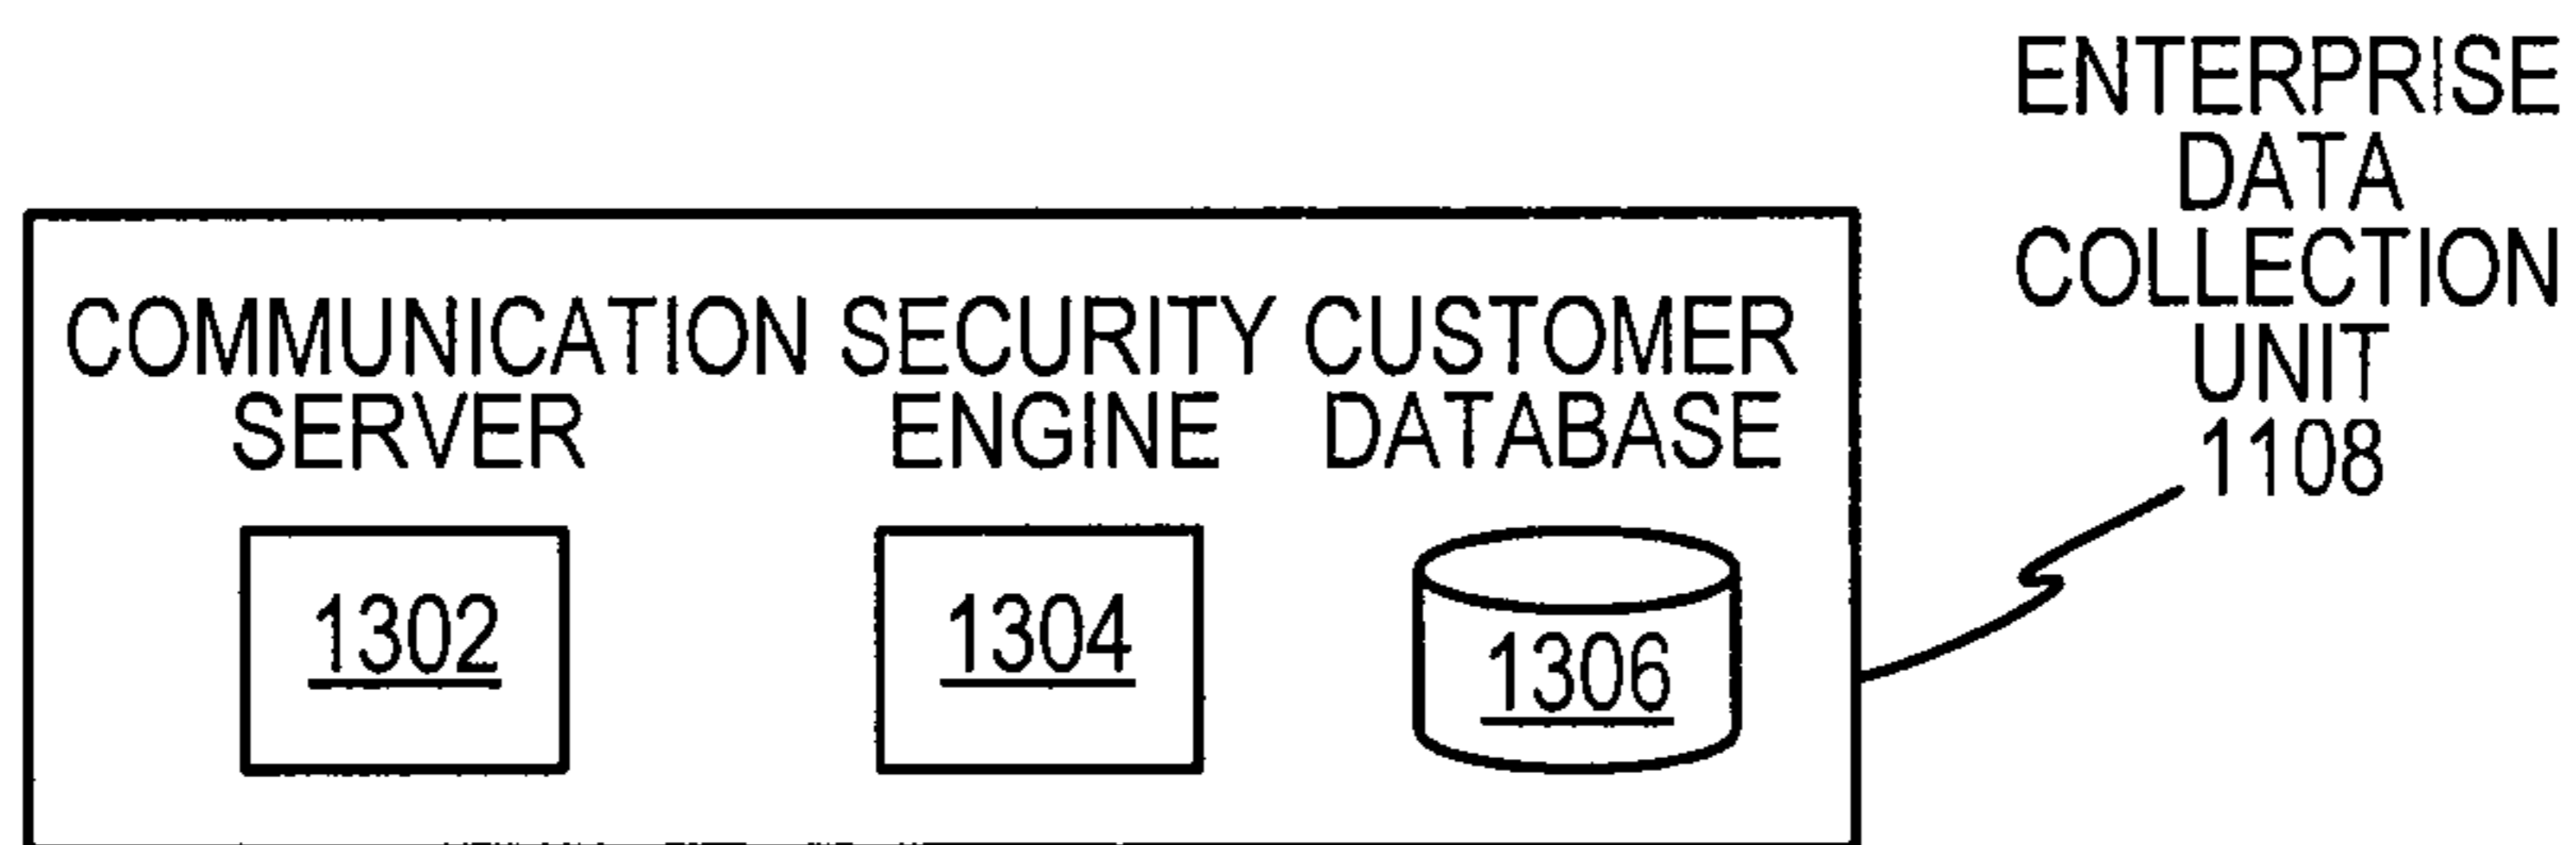 ENTERPRISE
DATA
COLLECTION
UNIT
1108
COMMUNICATION SECURITY CUSTOMER
SERVER ENGINE DATABASE
1302 1304 1306